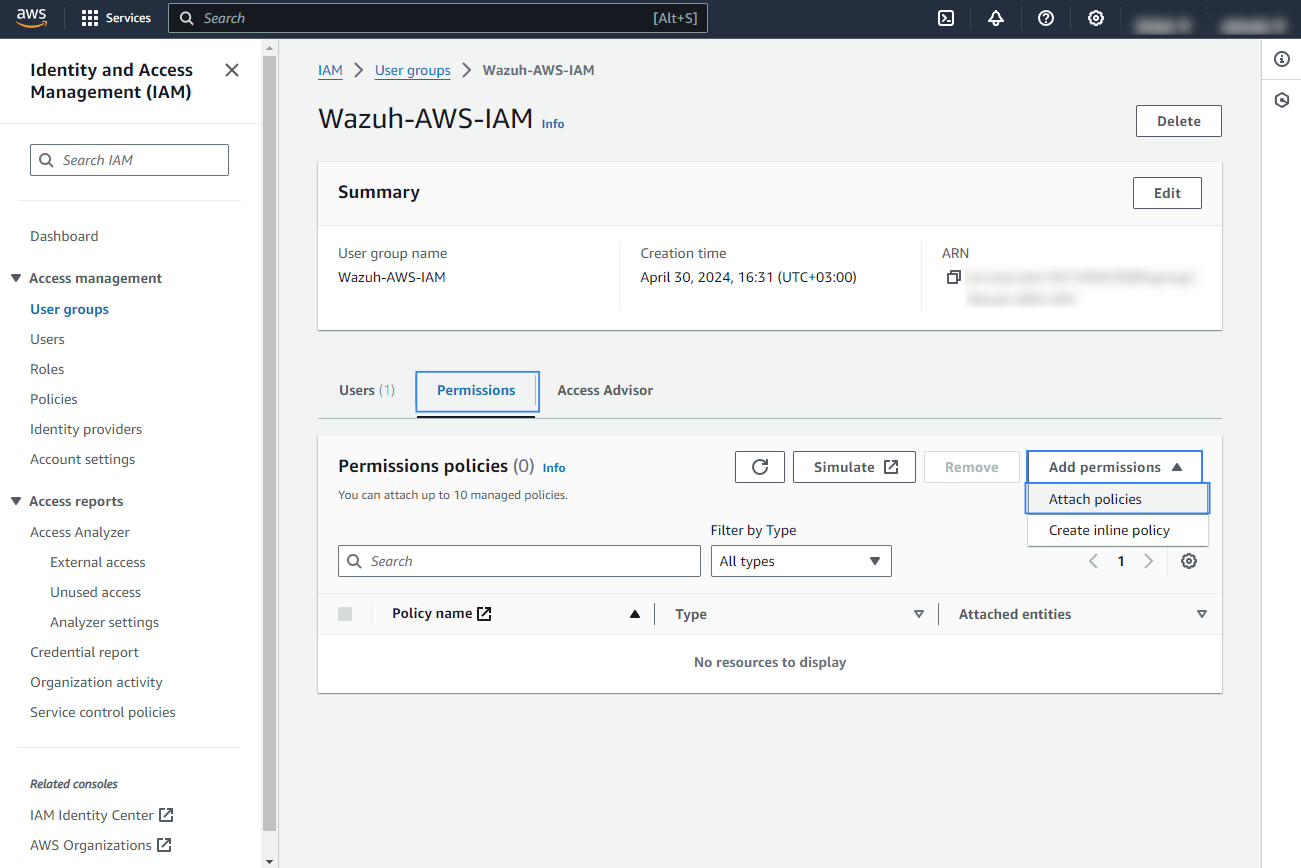 aws
Services
Search
[Alt+S]
Identity and Access
Management (IAM)
Search IAM
Dashboard
Access management
User groups
Users
Roles
Policies
Identity providers
Account settings
Access reports
Access Analyzer
External access
Unused access
Analyzer settings
Credential report
Organization activity
Service control policies
Related consoles
IAM Identity Center
AWS Organizations
IAM
User groups
Wazuh-AWS-IAM
Wazuh-AWS-IAM Info
Delete
Summary
Edit
User group name
Wazuh-AWS-IAM
Creation time
April 30, 2024, 16:31 (UTC+03:00)
ARN
Users (1)
Permissions
Access Advisor
Permissions policies (0) Info
You can attach up to 10 managed policies.
Simulate
Remove
Add permissions
Attach policies
Create inline policy
Filter by Type
Search
All types
1
Policy name
Type
Attached entities
No resources to display